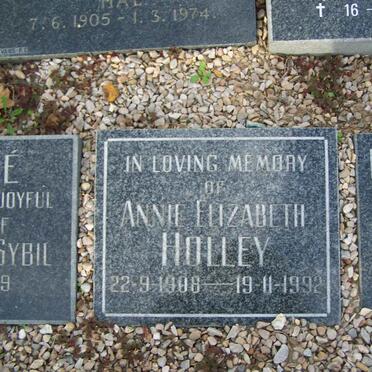 7.6.1905 - 1.3.1974.
16-
É
JOYFUL
SYBIL
9
IN LOVING MEMORY
OF
ANNIE ELIZABETH
HOLLEY
22-9-1908 — 19-11-1992